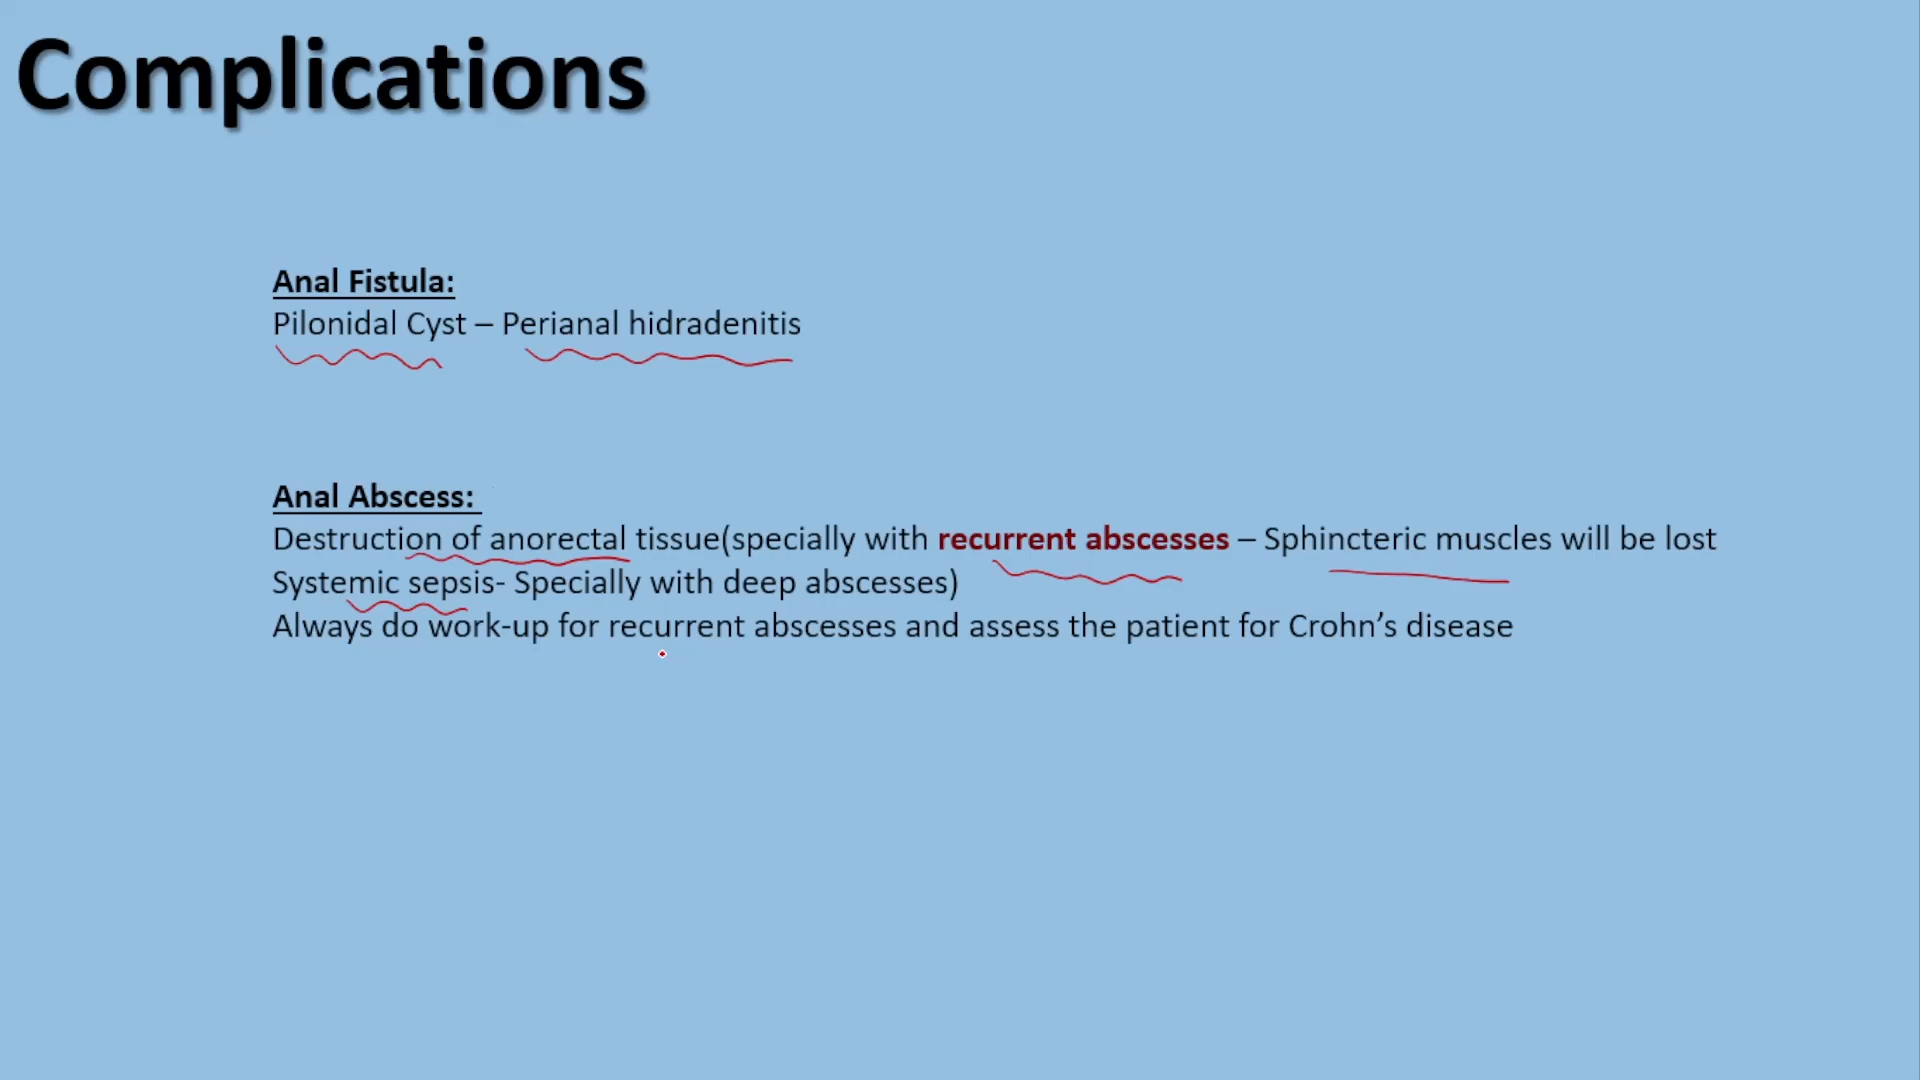 Complications
Anal Fistula:
Pilonidal Cyst – Perianal hidradenitis
Anal Abscess:
Destruction of anorectal tissue(specially with recurrent abscesses – Sphincteric muscles will be lost
Systemic sepsis- Specially with deep abscesses)
Always do work-up for recurrent abscesses and assess the patient for Crohn’s disease